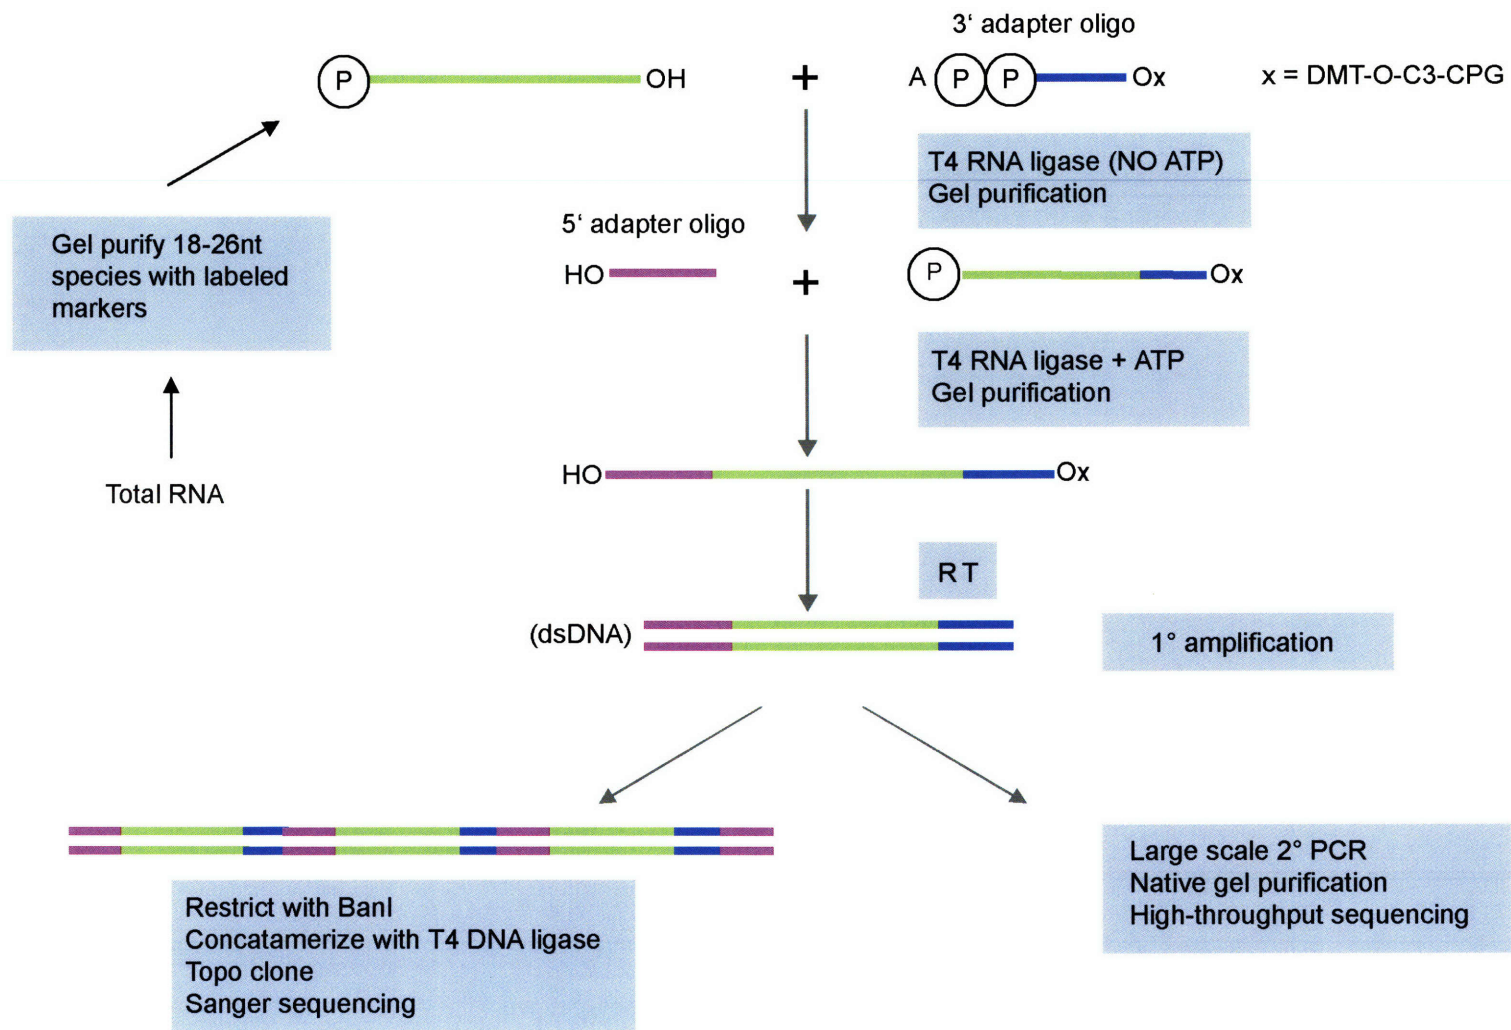 3‘ adapter oligo
P
OH
+
A P P
Ox
x = DMT-O-C3-CPG
T4 RNA ligase (NO ATP)
Gel purification
Gel purify 18-26nt
species with labeled
markers
Total RNA
5‘ adapter oligo
HO
+
P
Ox
T4 RNA ligase + ATP
Gel purification
HO
Ox
RT
(dsDNA)
1° amplification
Restrict with BanI
Concatamerize with T4 DNA ligase
Topo clone
Sanger sequencing
Large scale 2° PCR
Native gel purification
High-throughput sequencing